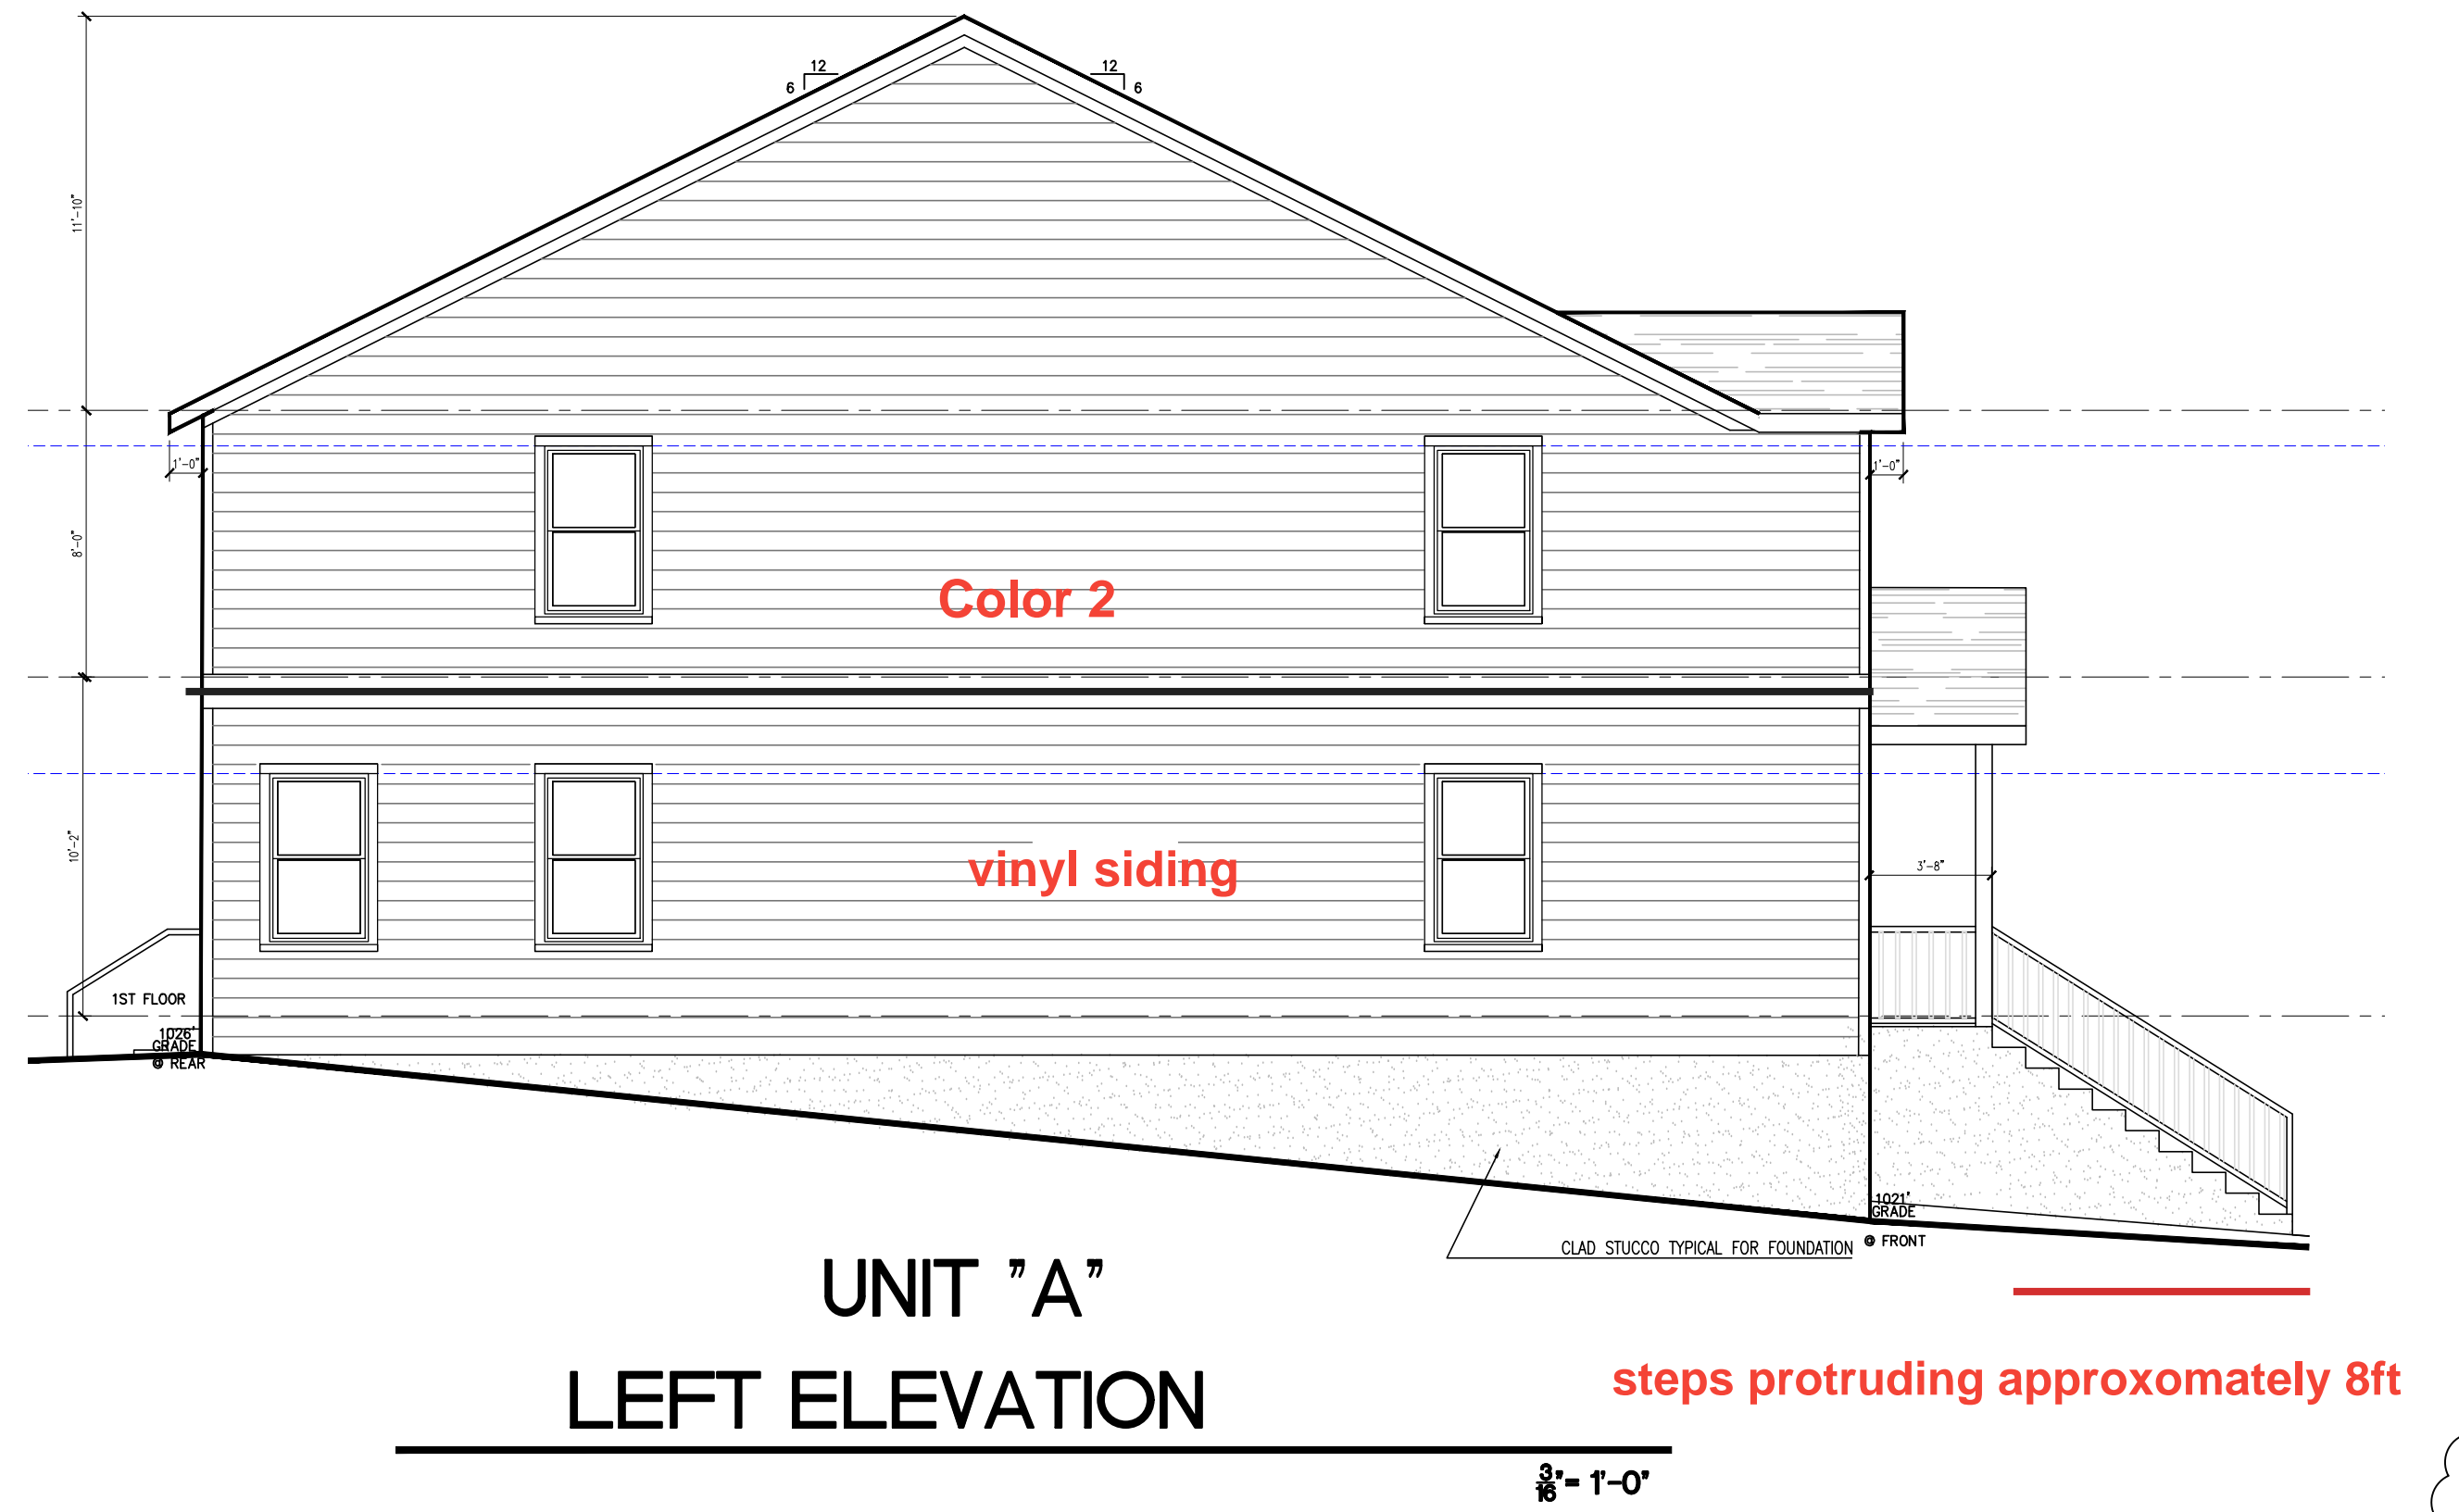 12
6
12
6
11'-10"
1'-0"
1'-0"
8'-0"
Color 2
10'-2"
vinyl siding
3'-8"
1ST FLOOR
1026'
GRADE
@ REAR
1021'
GRADE
@ FRONT
CLAD STUCCO TYPICAL FOR FOUNDATION
UNIT "A"
LEFT ELEVATION
steps protruding approxomately 8ft
3/16"= 1'-0"